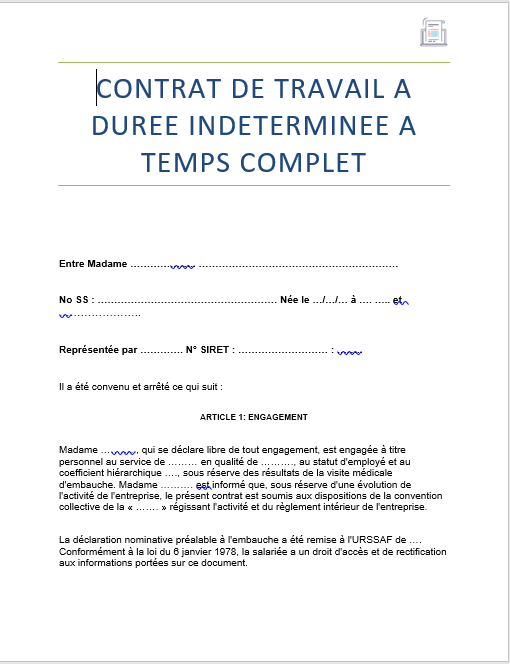 CONTRAT DE TRAVAIL A
DUREE INDETERMINEE A
TEMPS COMPLET
Entre Madame ………………… ……………………………………………………
No SS : ……………………………………………… Née le …/…/… à …. ….. et
…………………..
Représentée par …………. N° SIRET : ……………………… : …….
Il a été convenu et arrêté ce qui suit :
ARTICLE 1: ENGAGEMENT
Madame ………., qui se déclare libre de tout engagement, est engagée à titre
personnel au service de ……… en qualité de ………., au statut d'employé et au
coefficient hiérarchique …., sous réserve des résultats de la visite médicale
d'embauche. Madame ………. est informé que, sous réserve d'une évolution de
l'activité de l'entreprise, le présent contrat est soumis aux dispositions de la convention
collective de la « ……. » régissant l'activité et du règlement intérieur de l'entreprise.
La déclaration nominative préalable à l'embauche a été remise à l'URSSAF de ….
Conformément à la loi du 6 janvier 1978, la salariée a un droit d'accès et de rectification
aux informations portées sur ce document.